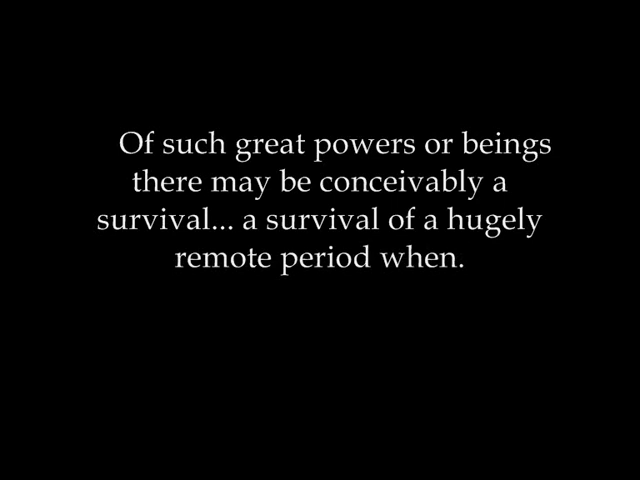 Of such great powers or beings
there may be conceivably a
survival... a survival of a hugely
remote period when.